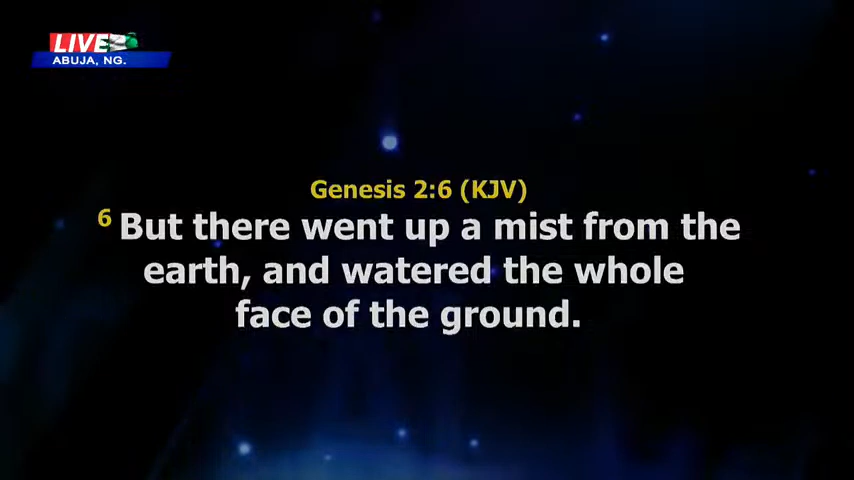 LIVE
ABUJA, NG.
Genesis 2:6 (KJV)
6 But there went up a mist from the
earth, and watered the whole
face of the ground.